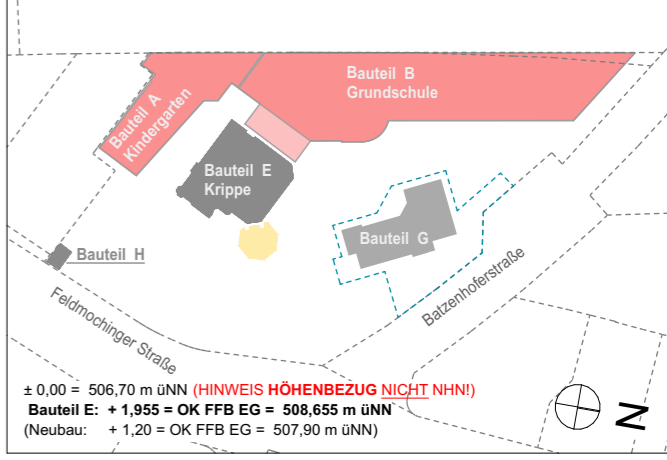 Bauteil B
Grundschule
Bauteil A
Kindergarten
Bauteil E
Krippe
Bauteil G
Bauteil H
Batzenhoferstraße
Feldmochinger Straße
± 0,00 = 506,70 m üNN (HINWEIS HÖHENBEZUG NICHT NHN!)
Bauteil E: + 1,955 = OK FFB EG = 508,655 m üNN
(Neubau: + 1,20 = OK FFB EG = 507,90 m üNN)
N